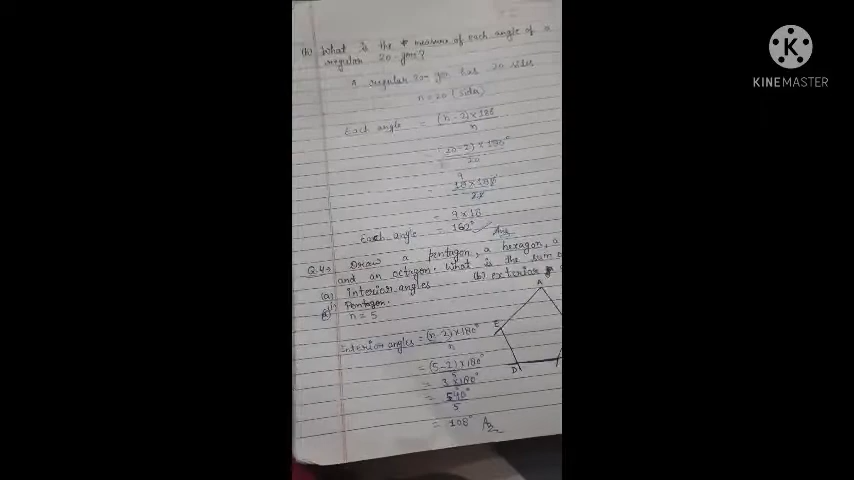 (b) What is the measure of each angle of a
regular 20-gon?
A regular 20-gon has 20 sides
n = 20 (sides)
Each angle = (n-2)×180
n
(20-2)×180°
20
= 18×180°
20
9
= 9×18
Each angle = 162° Ans
Q.4→ Draw a pentagon, a hexagon, a
and an octagon. What is the sum o
(a) interior angles (b) exterior
(i) Pentagon.
n = 5
A
E
D
Interior angles = (n-2)×180°
n
= (5-2)×180°
5
= 3×180°
= 540°
5
= 108° Ans
K
KINEMASTER